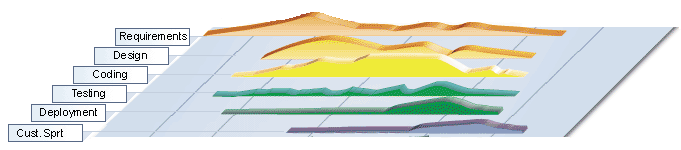 Requirements
Design
Coding
Testing
Deployment
Cust. Sprt